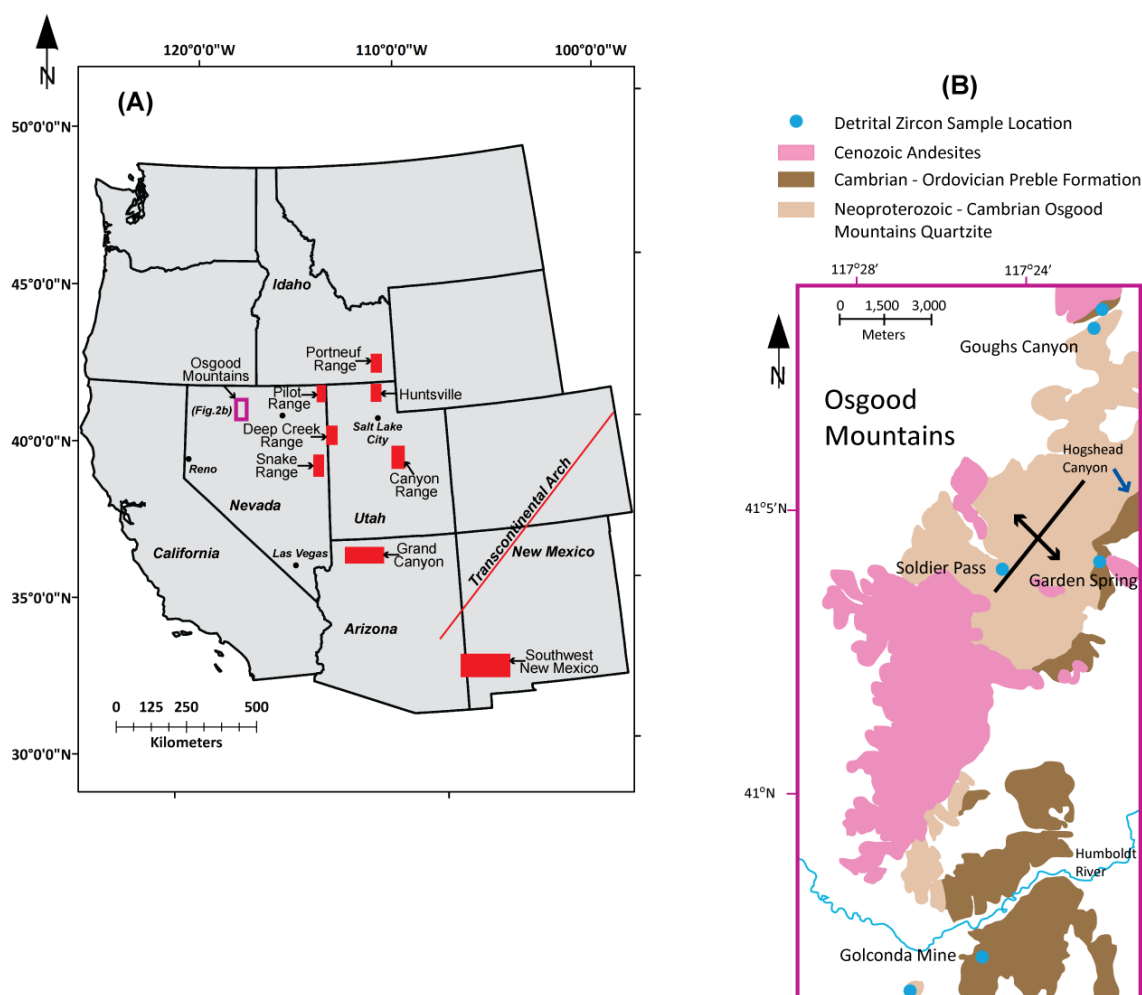 N
120°0'0"W
110°0'0"W
100°0'0"W
(A)
50°0'0"N
45°0'0"N
40°0'0"N
35°0'0"N
30°0'0"N
Idaho
Portneuf
Range
Osgood
Mountains
(Fig.2b)
Pilot
Range
Huntsville
Deep Creek
Range
Salt Lake
City
Snake
Range
Reno
Canyon
Range
Nevada
Utah
Transcontinental Arch
California
Las Vegas
Grand
Canyon
New Mexico
Arizona
Southwest
New Mexico
0 125 250 500
Kilometers
(B)
Detrital Zircon Sample Location
Cenozoic Andesites
Cambrian - Ordovician Preble Formation
Neoproterozoic - Cambrian Osgood
Mountains Quartzite
117°28’
117°24’
0 1,500 3,000
Meters
N
Goughs Canyon
Osgood
Mountains
Hogshead
Canyon
41°5’N
Soldier Pass
Garden Spring
41°N
Humboldt
River
Golconda Mine